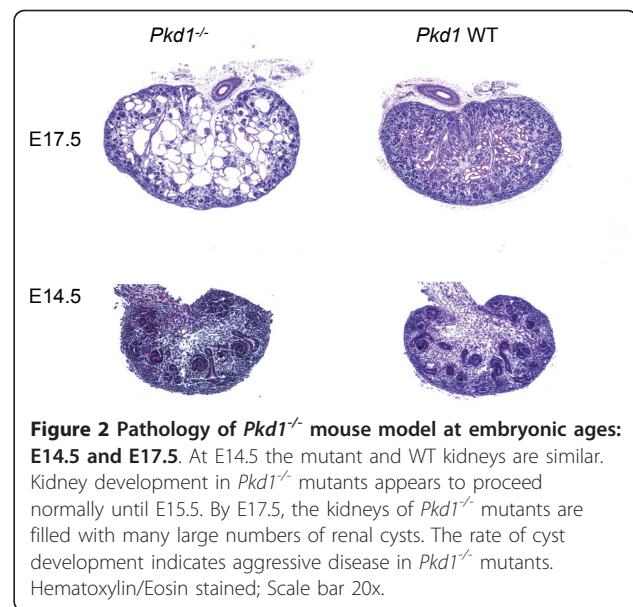 Pkd1-/- Pkd1 WT
E17.5
E14.5
Figure 2 Pathology of Pkd1-/- mouse model at embryonic ages:
E14.5 and E17.5. At E14.5 the mutant and WT kidneys are similar.
Kidney development in Pkd1-/- mutants appears to proceed
normally until E15.5. By E17.5, the kidneys of Pkd1-/- mutants are
filled with many large numbers of renal cysts. The rate of cyst
development indicates aggressive disease in Pkd1-/- mutants.
Hematoxylin/Eosin stained; Scale bar 20x.